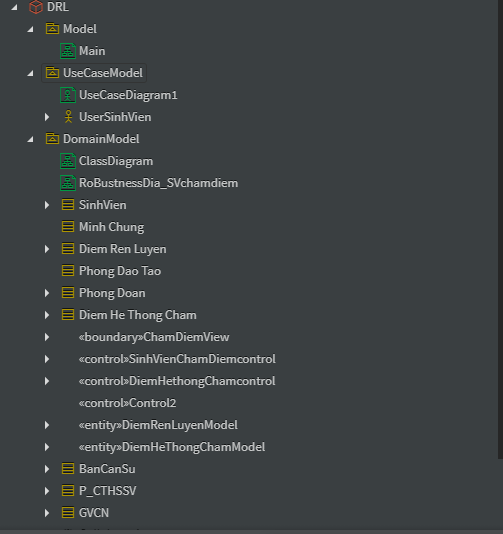 DRL
Model
Main
UseCaseModel
UseCaseDiagram1
UserSinhVien
DomainModel
ClassDiagram
RoBustnessDia_SVchamdiem
SinhVien
Minh Chung
Diem Ren Luyen
Phong Dao Tao
Phong Doan
Diem He Thong Cham
«boundary»ChamDiemView
«control»SinhVienChamDiemcontrol
«control»DiemHethongChamcontrol
«control»Control2
«entity»DiemRenLuyenModel
«entity»DiemHeThongChamModel
BanCanSu
P_CTHSSV
GVCN